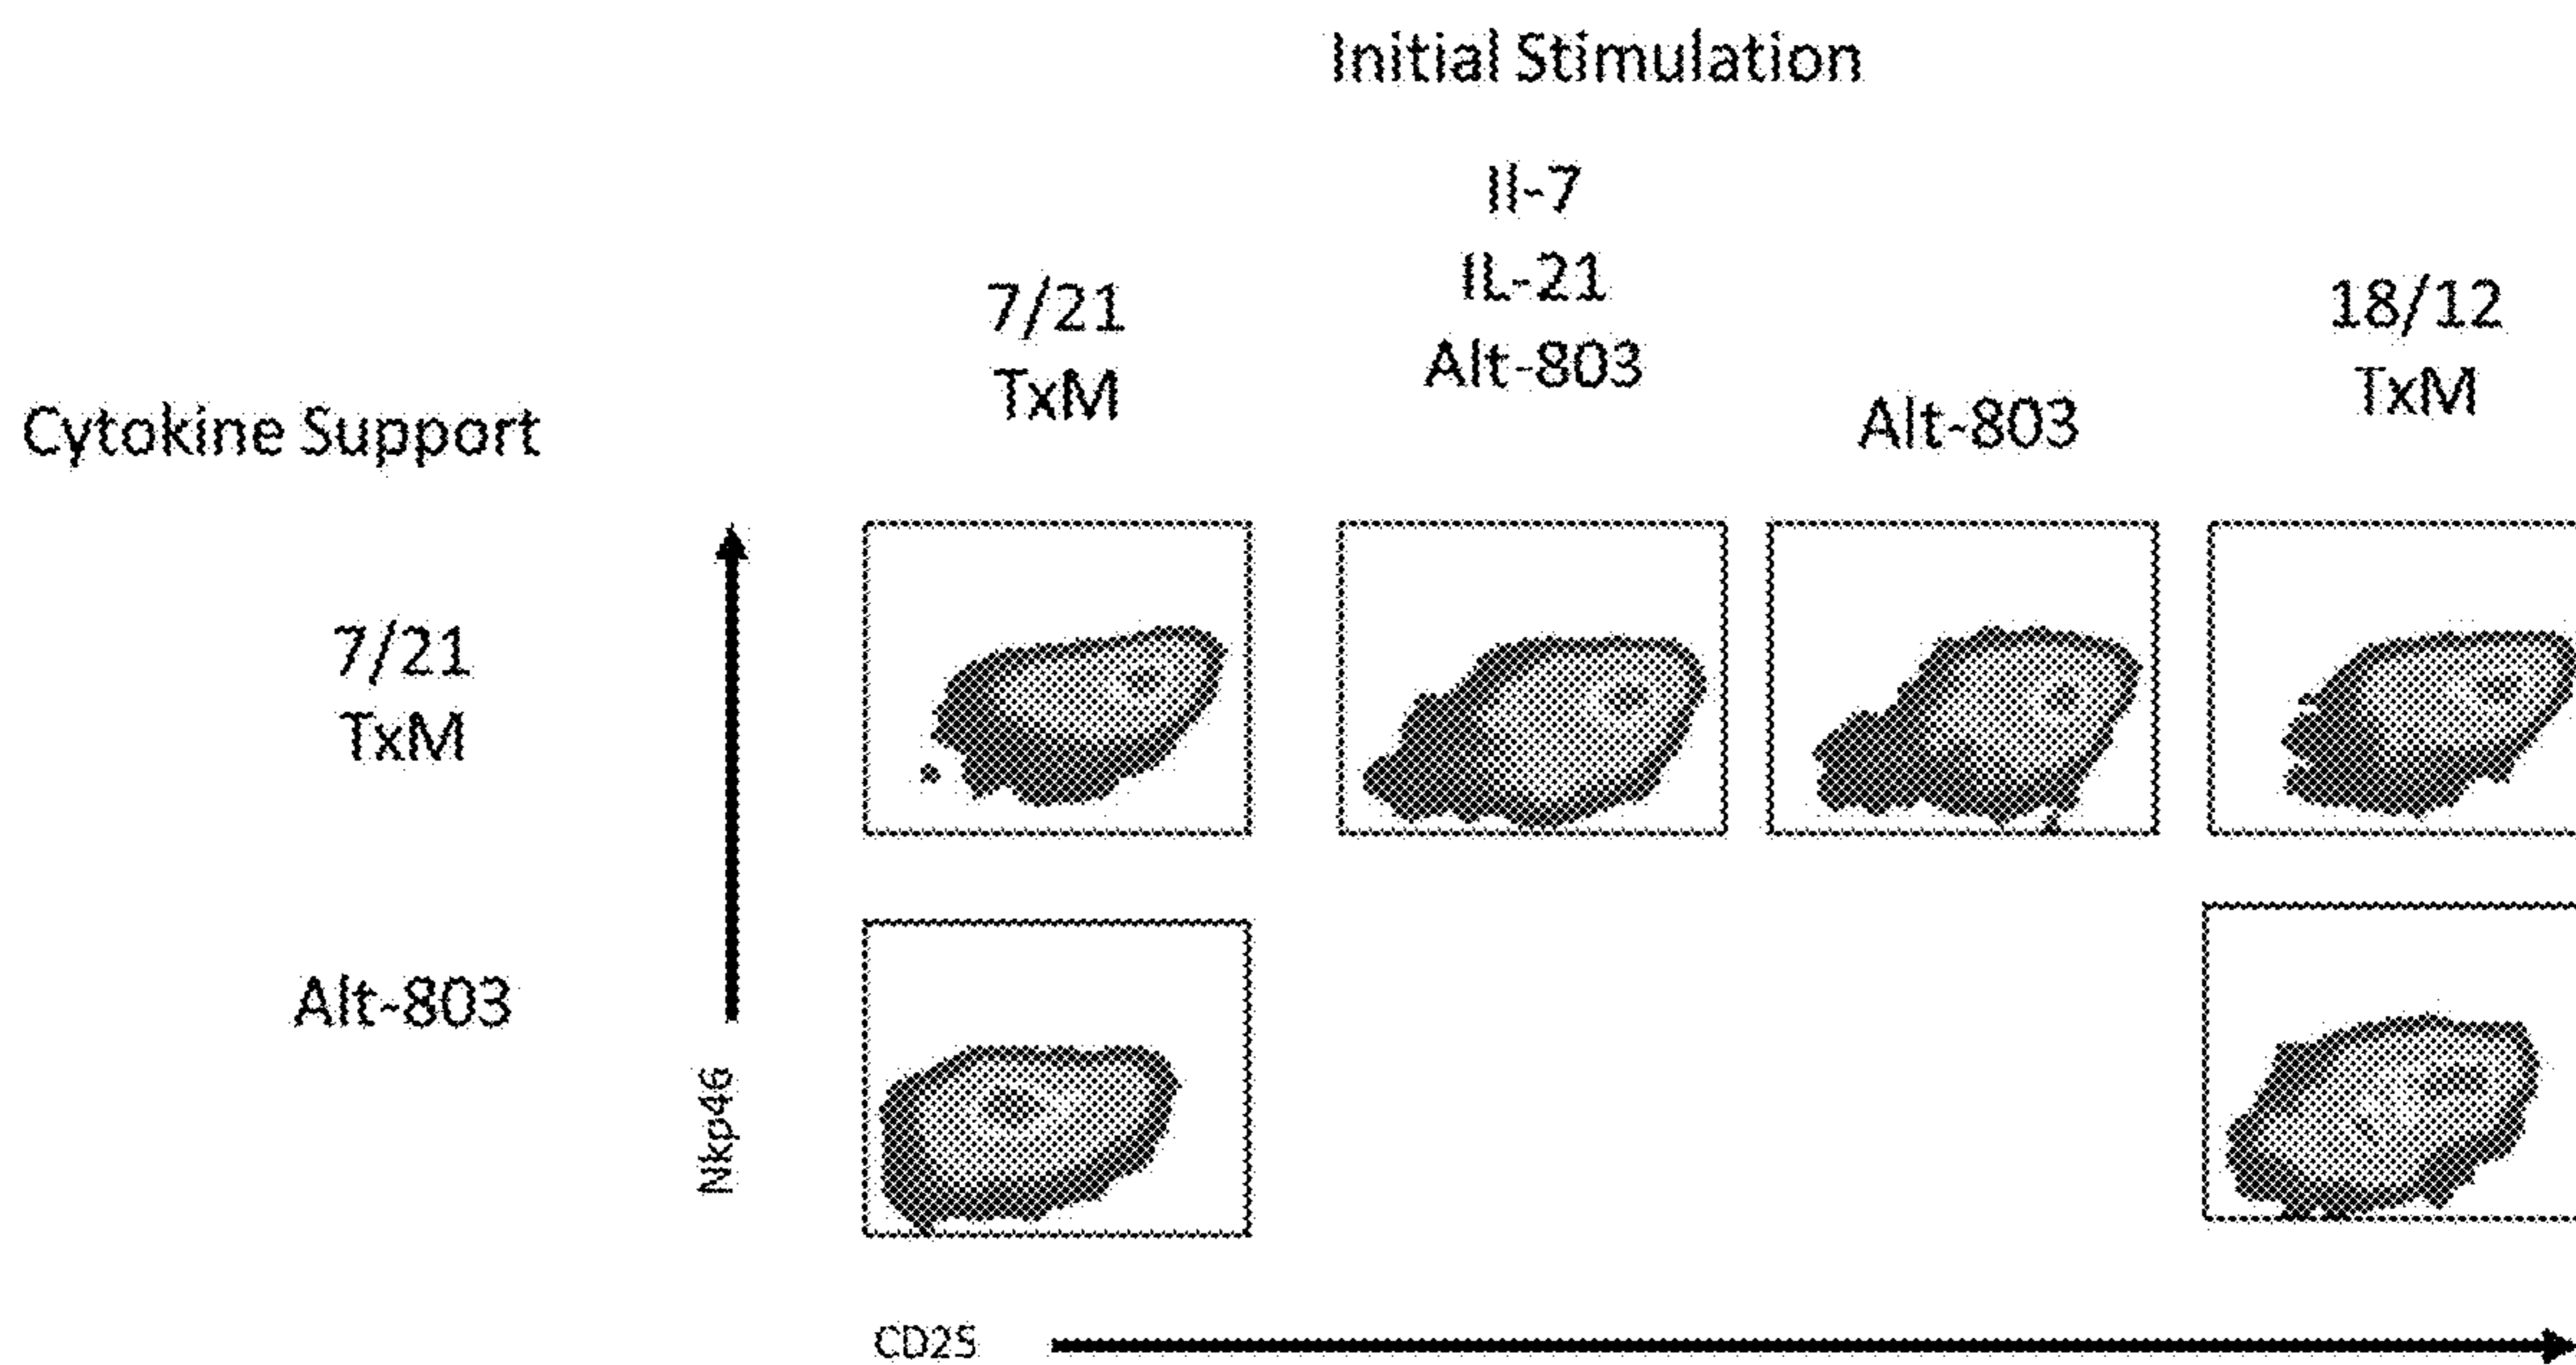 Initial Stimulation
Il-7
IL-21
Alt-803
7/21
TxM
Alt-803
18/12
TxM
Cytokine Support
7/21
TxM
Alt-803
Nkp46
CD25